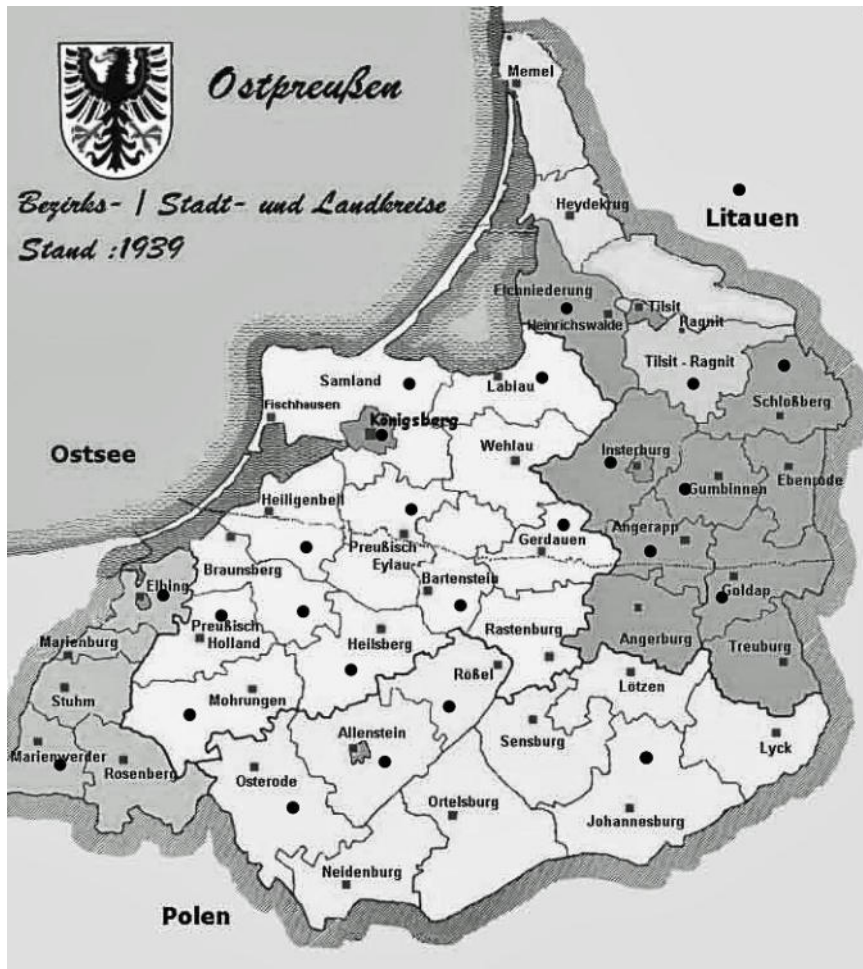 Ostpreußen
Bezirks- / Stadt- und Landkreise
Stand :1939
Memel
Heydekrug
Litauen
Elchniederung
Heinrichswalde
Tilsit
Ragnit
Tilsit - Ragnit
Samland
Lablau
Schloßberg
Fischhausen
Königsberg
Ostsee
Wehlau
Insterburg
Gumbinnen
Ebenrode
Heiligenbeil
Preußisch
Eylau
Gerdauen
Angerapp
Braunsberg
Bartenstein
Goldap
Elbing
Preußisch
Holland
Heilsberg
Rastenburg
Angerburg
Treuburg
Marienburg
Stuhm
Mohrungen
Rößel
Lötzen
Marienwerder
Rosenberg
Allenstein
Sensburg
Lyck
Osterode
Ortelsburg
Johannesburg
Neidenburg
Polen